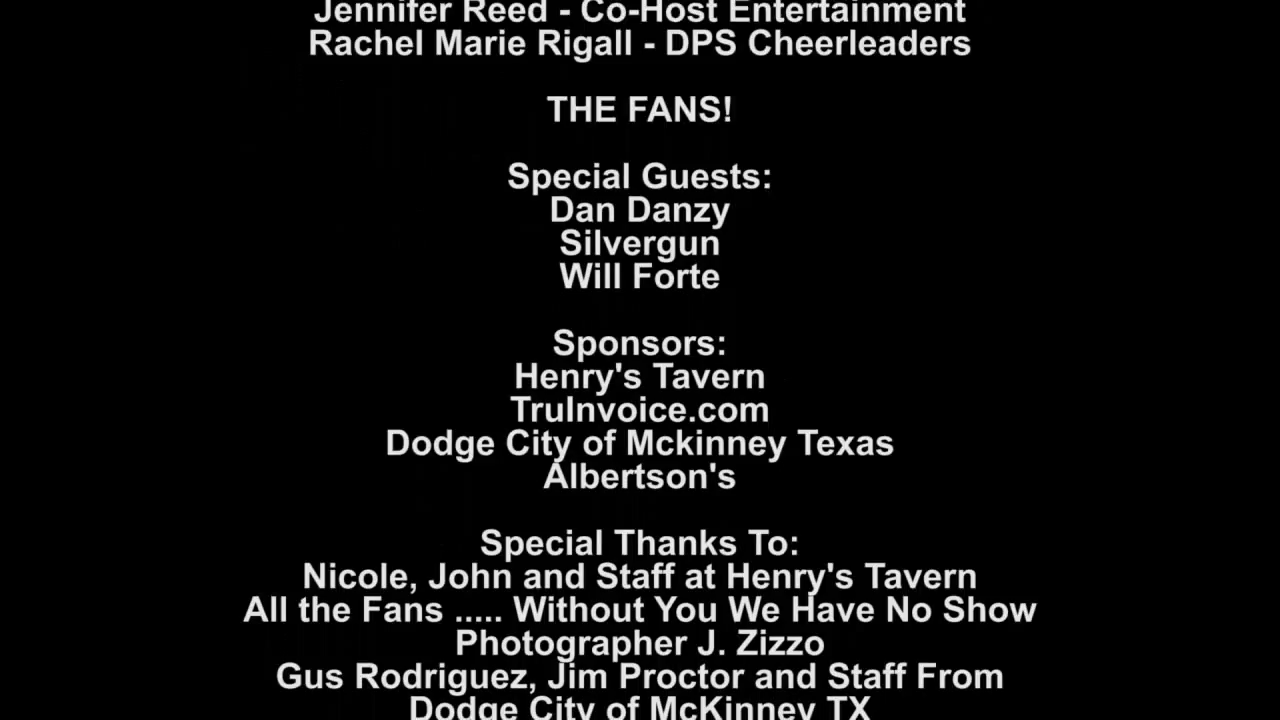 Jennifer Reed - Co-Host Entertainment
Rachel Marie Rigall - DPS Cheerleaders
THE FANS!
Special Guests:
Dan Danzy
Silvergun
Will Forte
Sponsors:
Henry's Tavern
TruInvoice.com
Dodge City of Mckinney Texas
Albertson's
Special Thanks To:
Nicole, John and Staff at Henry's Tavern
All the Fans ..... Without You We Have No Show
Photographer J. Zizzo
Gus Rodriguez, Jim Proctor and Staff From
Dodge City of McKinney TX